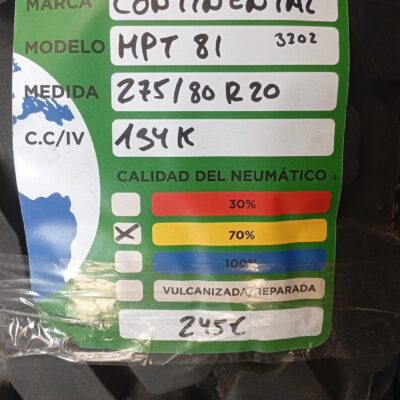 MARCA CONTINENTAL
MODELO MPT 81 3202
MEDIDA 275/80 R20
C.C/IV 134K
CALIDAD DEL NEUMÁTICO
30%
X 70%
100%
VULCANIZADA/REPARADA
245€